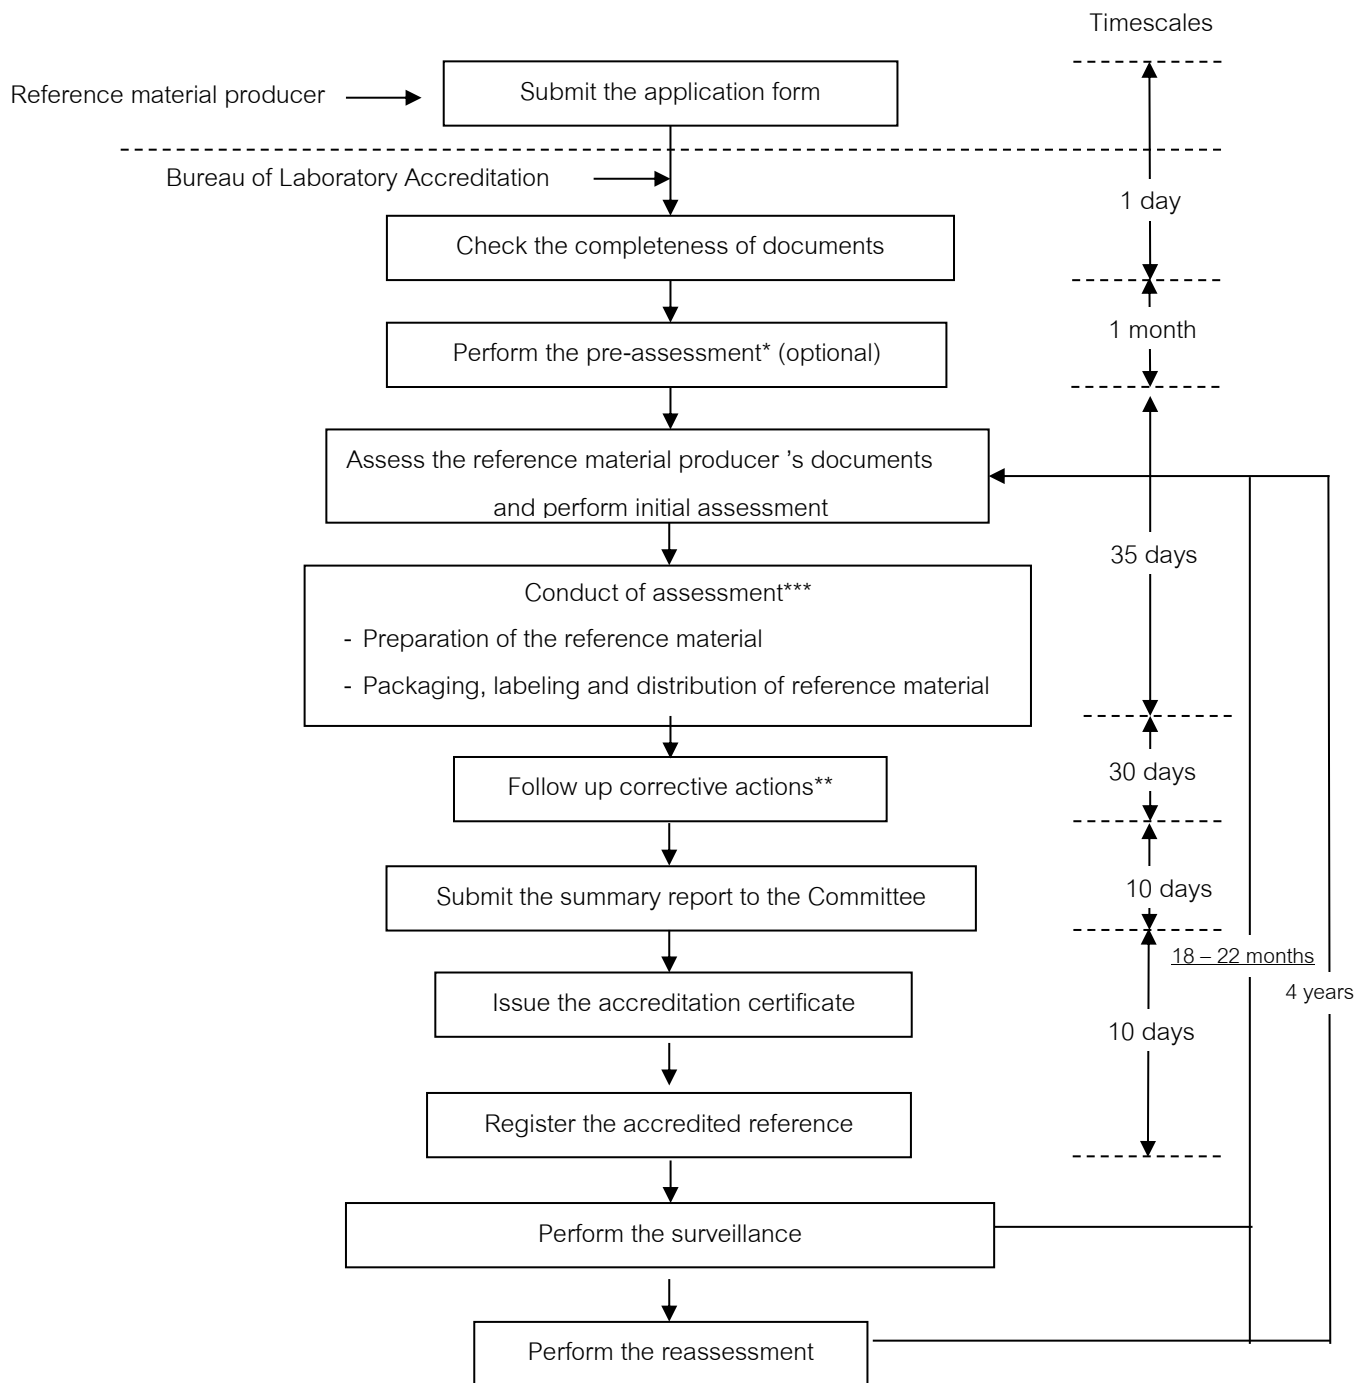 Timescales
Reference material producer
Submit the application form
Bureau of Laboratory Accreditation
1 day
Check the completeness of documents
1 month
Perform the pre-assessment* (optional)
Assess the reference material producer 's documents
and perform initial assessment
35 days
Conduct of assessment***
- Preparation of the reference material
- Packaging, labeling and distribution of reference material
30 days
Follow up corrective actions**
10 days
Submit the summary report to the Committee
18 – 22 months
4 years
Issue the accreditation certificate
10 days
Register the accredited reference
Perform the surveillance
Perform the reassessment